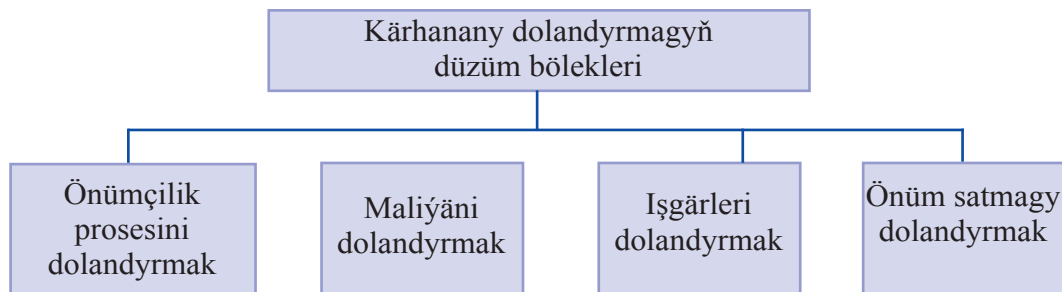 Kärhanany dolandyrmagyň
düzüm bölekleri
Önümçilik
prosesini
dolandyrmak
Maliýäni
dolandyrmak
Işgärleri
dolandyrmak
Önüm satmagy
dolandyrmak